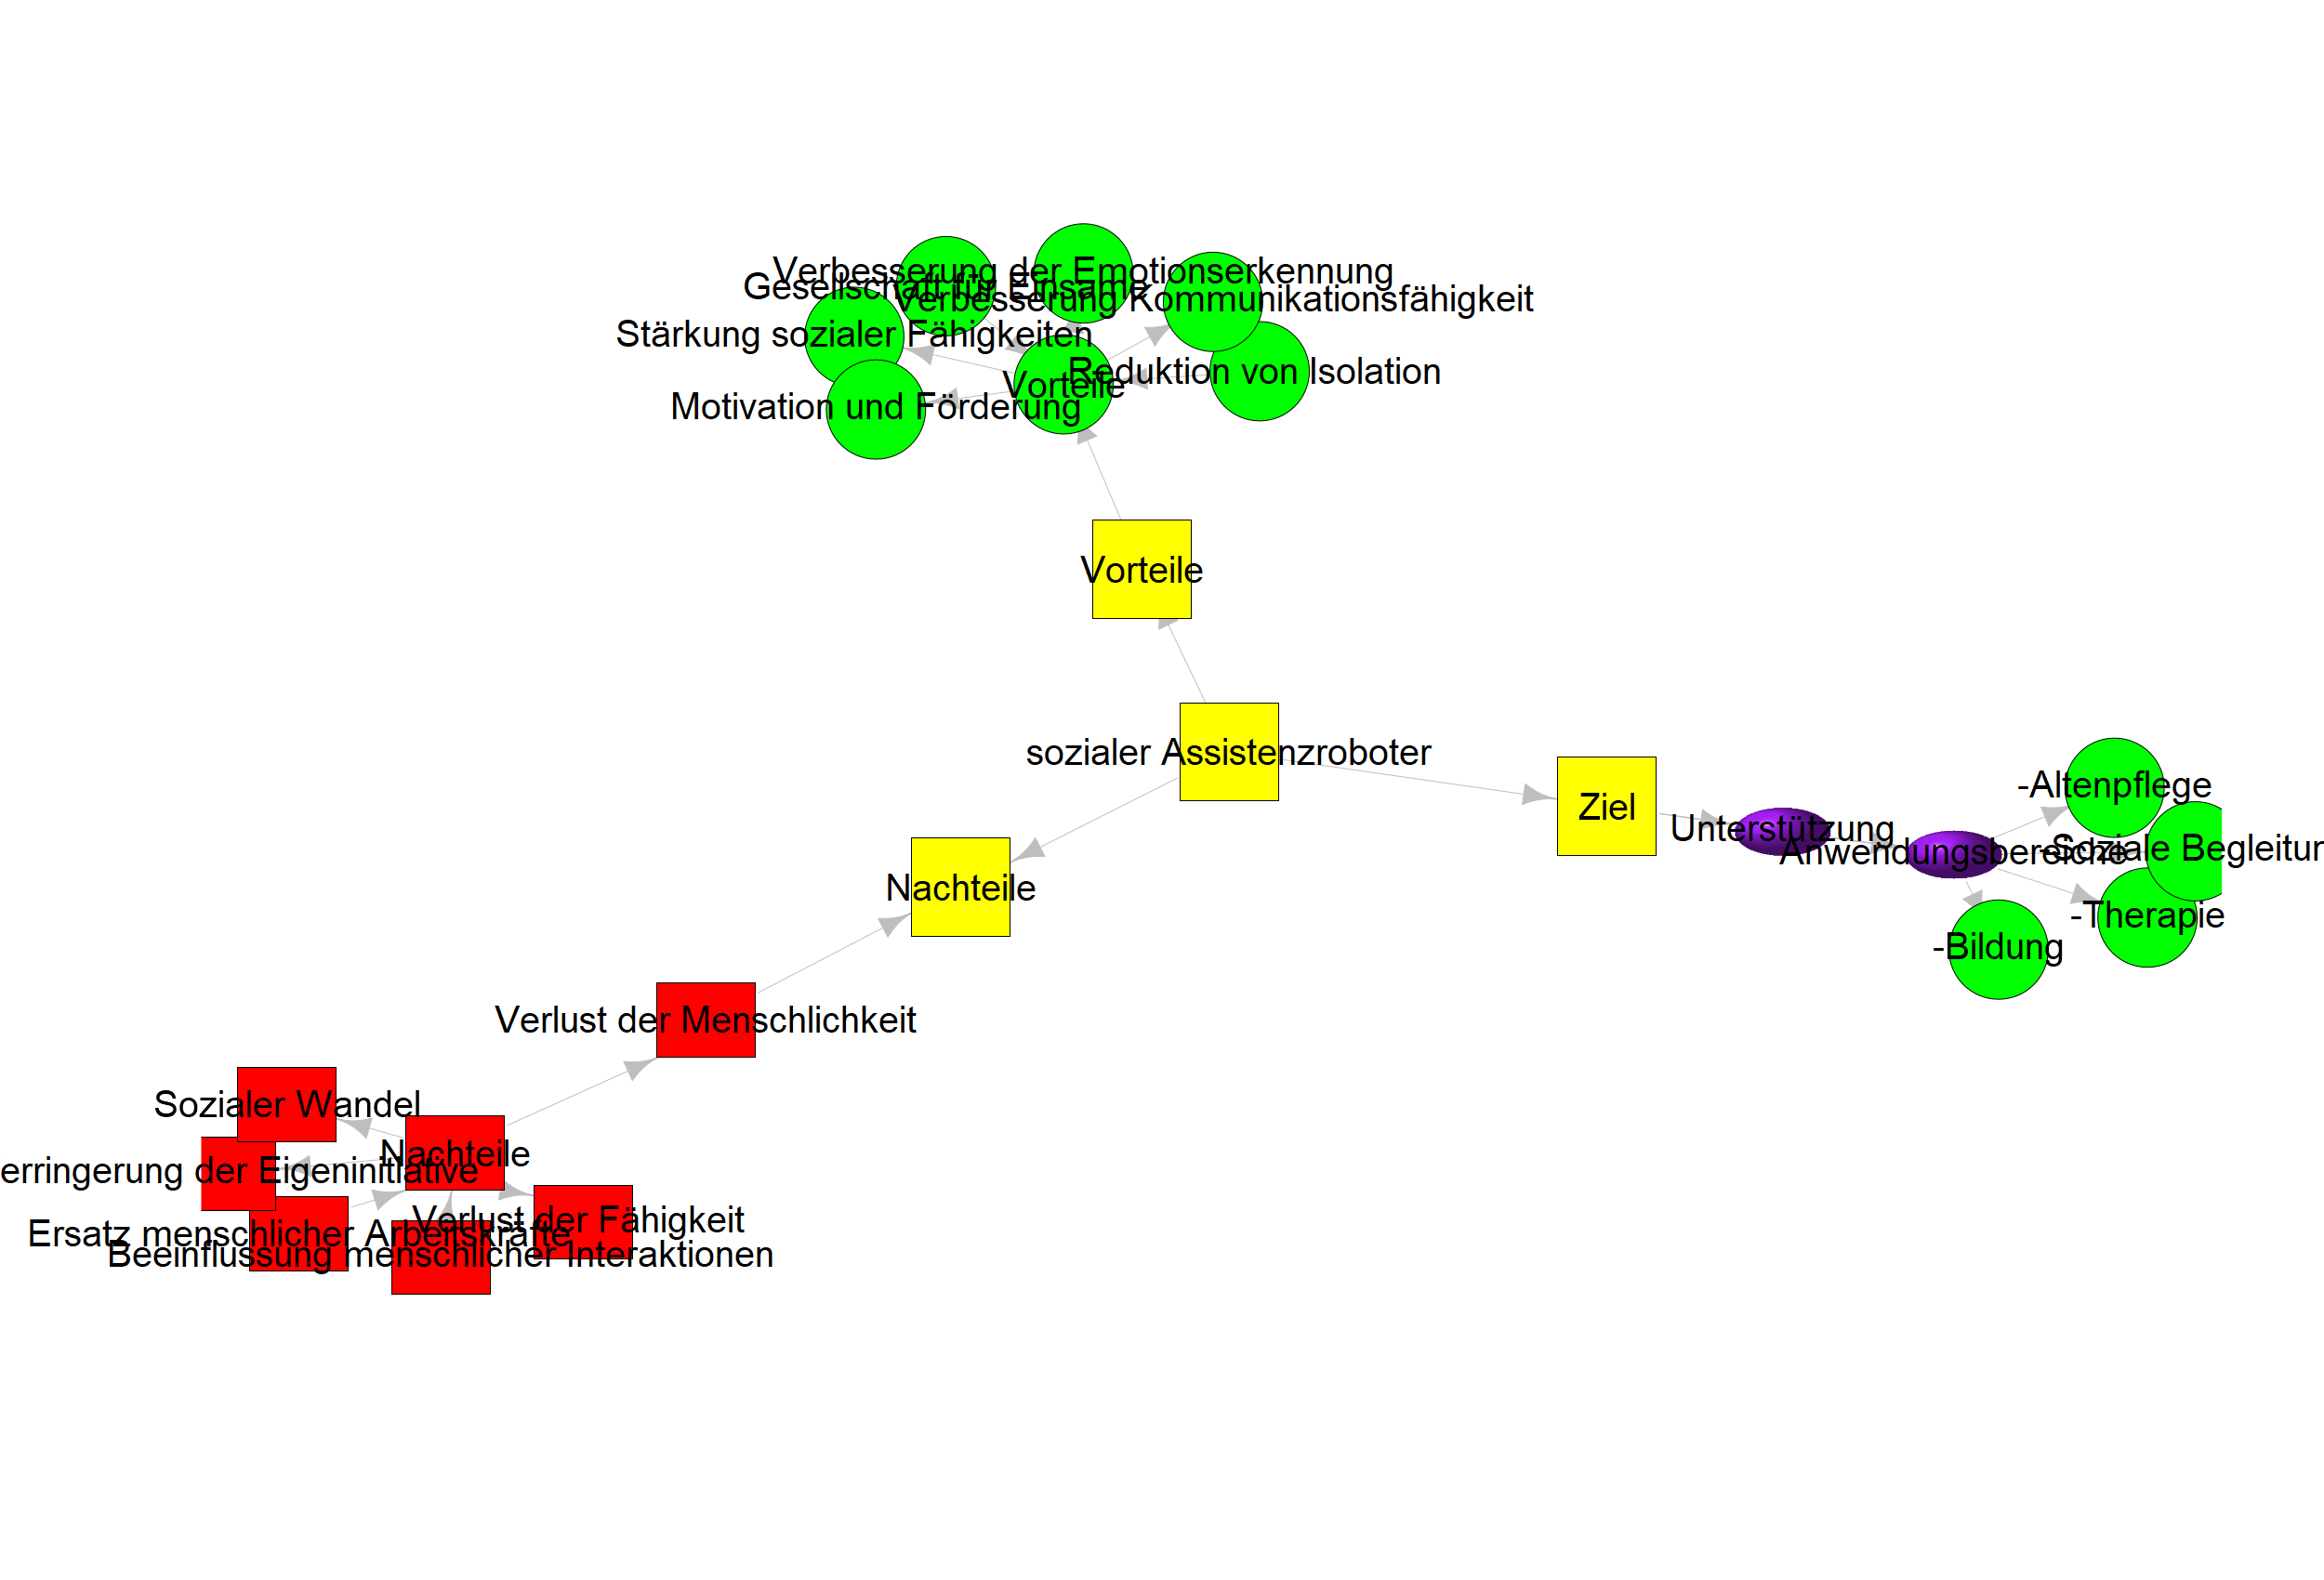 Verbesserung der Emotionserkennung
Gesellschaft für Einsame
Verbesserung Kommunikationsfähigkeit
Stärkung sozialer Fähigkeiten
Reduktion von Isolation
Vorteile
Motivation und Förderung
Vorteile
sozialer Assistenzroboter
Ziel
-Altenpflege
Unterstützung
Anwendungsbereiche
-Soziale Begleitun
Nachteile
-Therapie
-Bildung
Verlust der Menschlichkeit
Sozialer Wandel
Nachteile
erringerung der Eigeninitiative
Verlust der Fähigkeit
Ersatz menschlicher Arbeitskräfte
Beeinflussung menschlicher Interaktionen